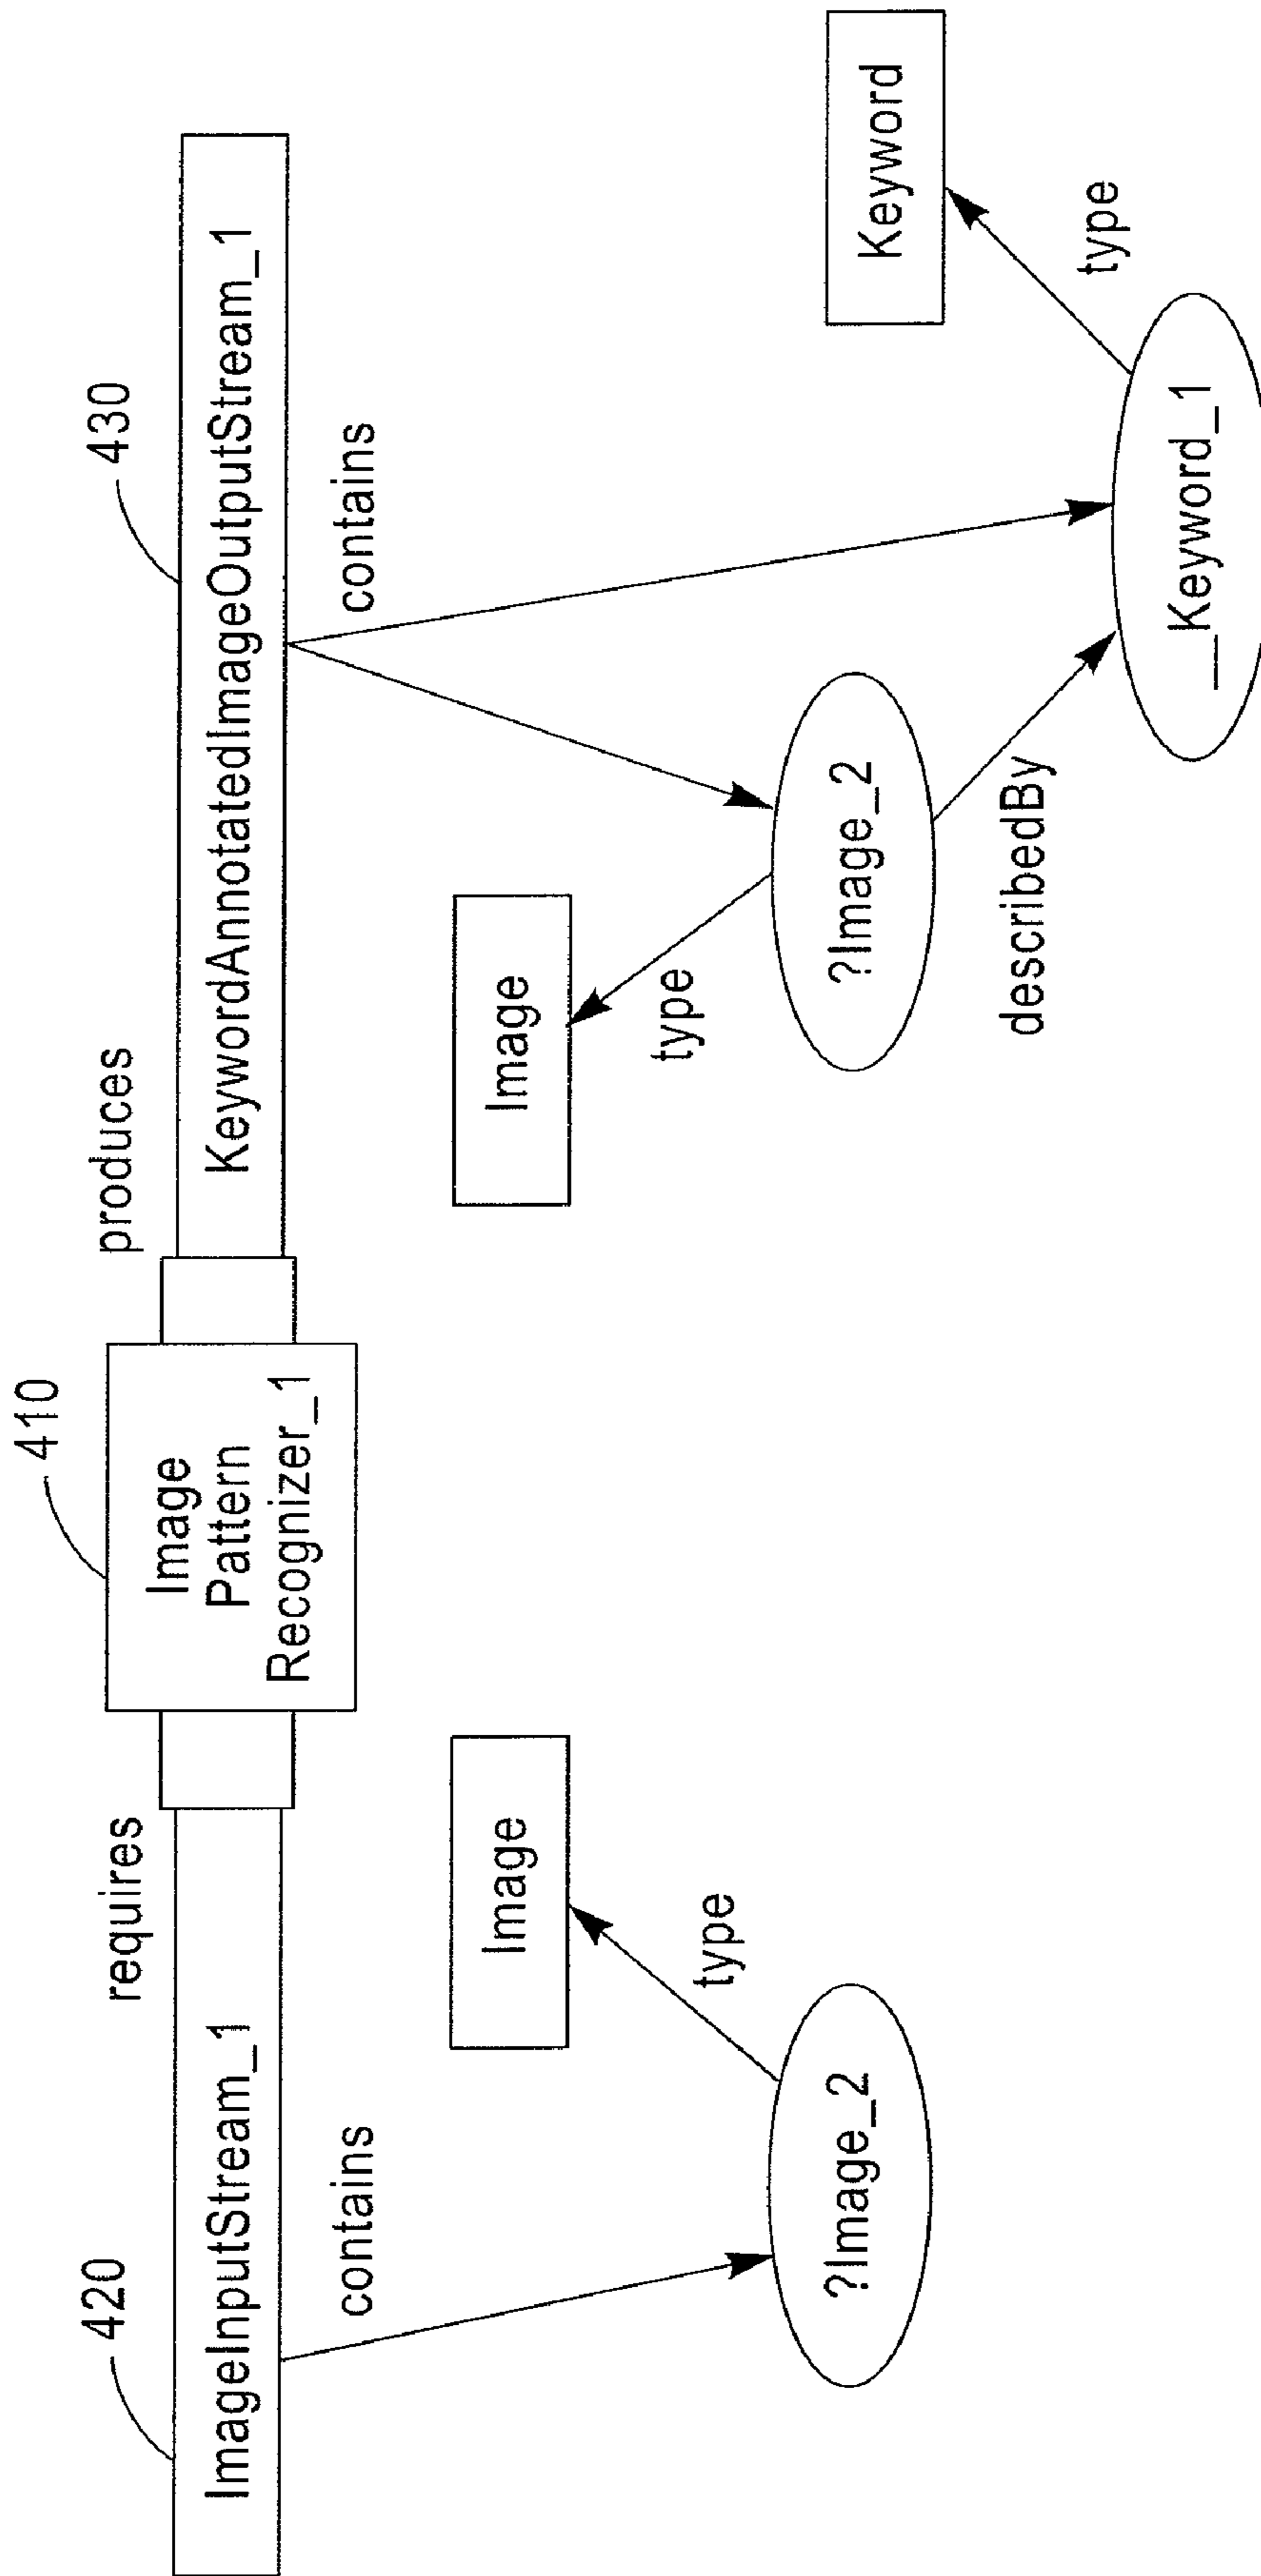 420
410
430
requires
produces
ImageInputStream_1
Image
Pattern
Recognizer_1
KeywordAnnotatedImageOutputStream_1
contains
contains
Image
Image
type
type
?Image_2
?Image_2
describedBy
Keyword
type
__Keyword_1